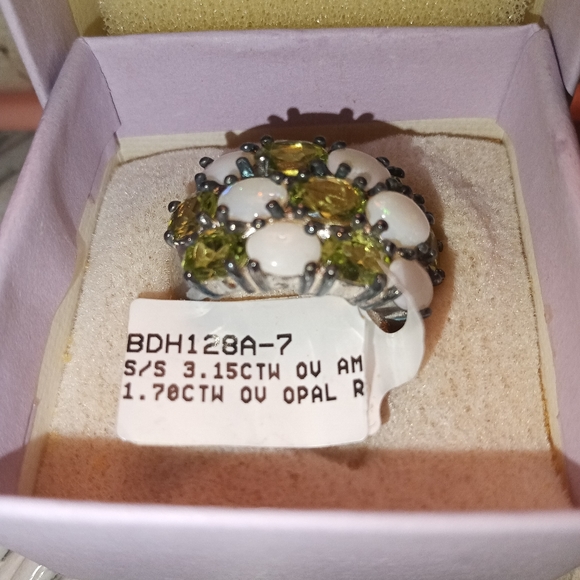 BDH128A-7
S/S 3.15CTW OV AM
1.70CTW OV OPAL R